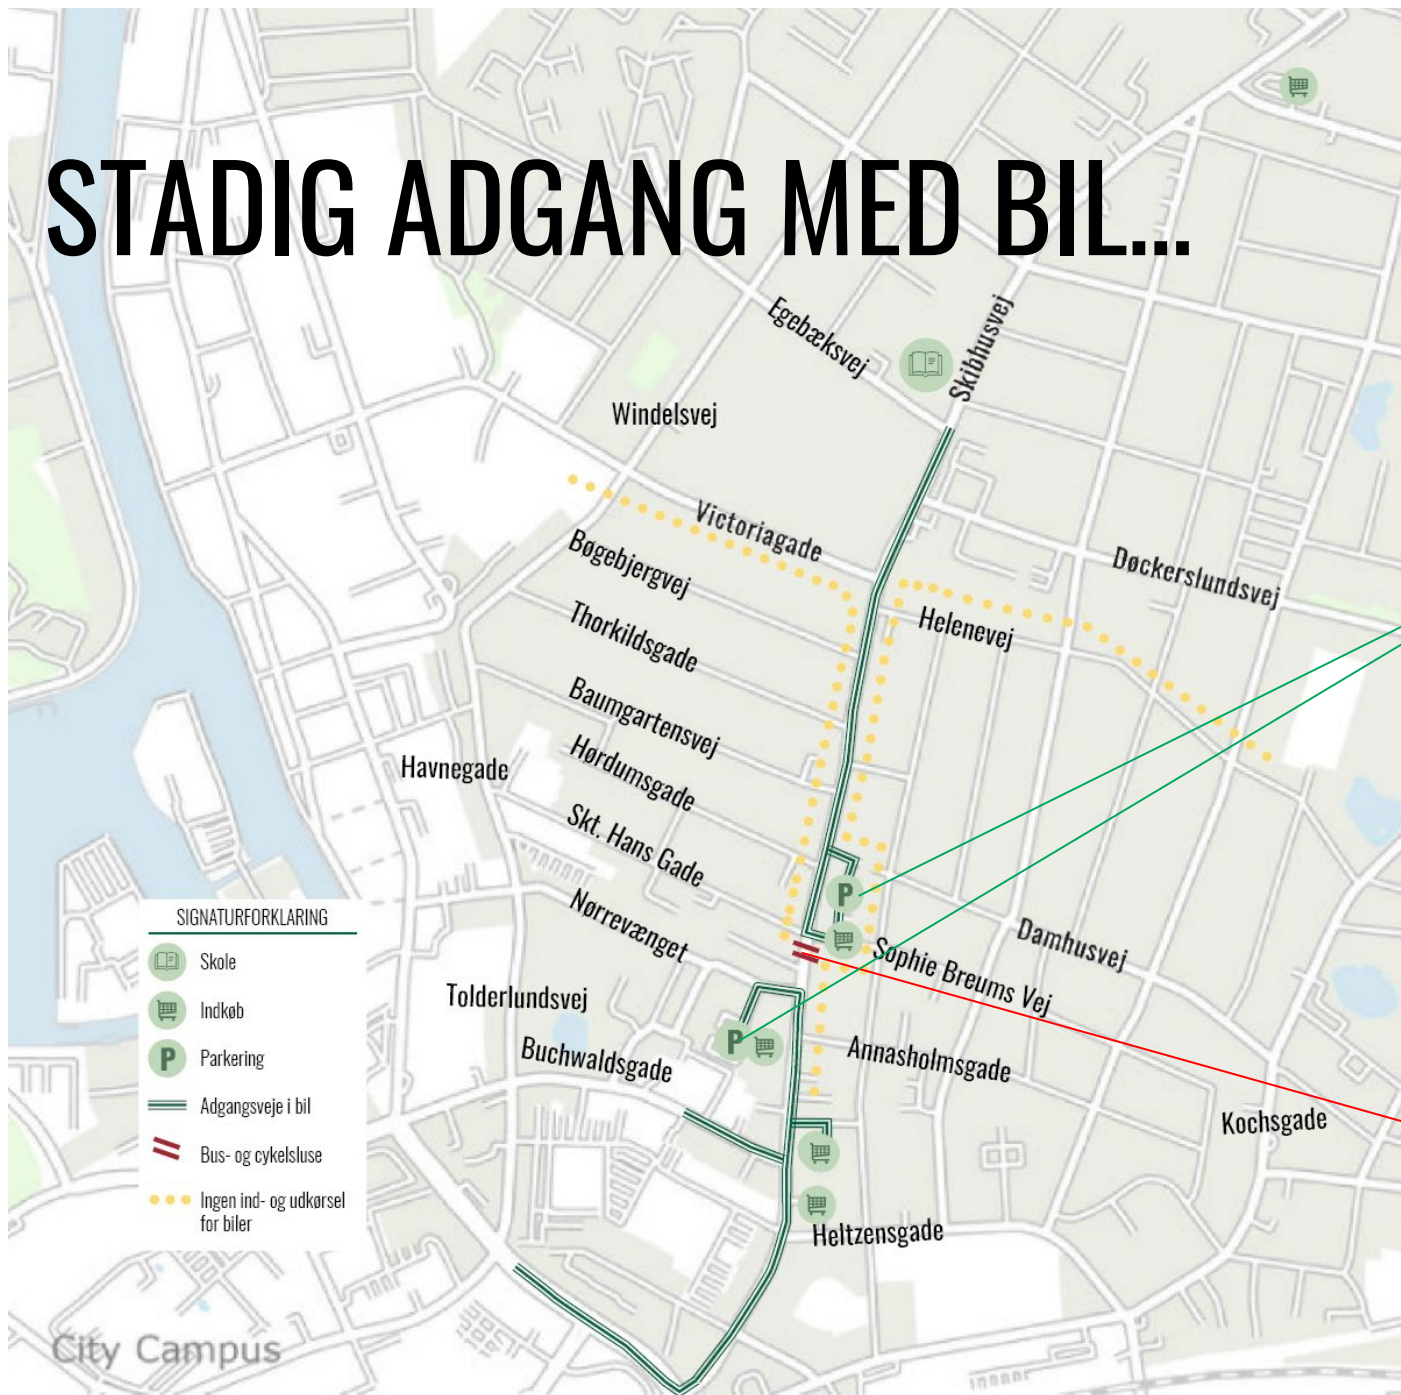 STADIG ADGANG MED BIL...
Skibhusvej
Egebæksvej
Windelsvej
Victoriagade
Bøgebjergvej
Døckerslundsvej
Thorkildsgade
Helenevej
Baumgartensvej
Hørdumsgade
Havnegade
Skt. Hans Gade
P
Nørrevænget
Damhusvej
Sophie Breums Vej
Tolderlundsvej
P
Buchwaldsgade
Annasholmsgade
Kochsgade
Heltzensgade
SIGNATURFORKLARING
Skole
Indkøb
P Parkering
Adgangsveje i bil
Bus- og cykelsluse
Ingen ind- og udkørsel
for biler
City Campus